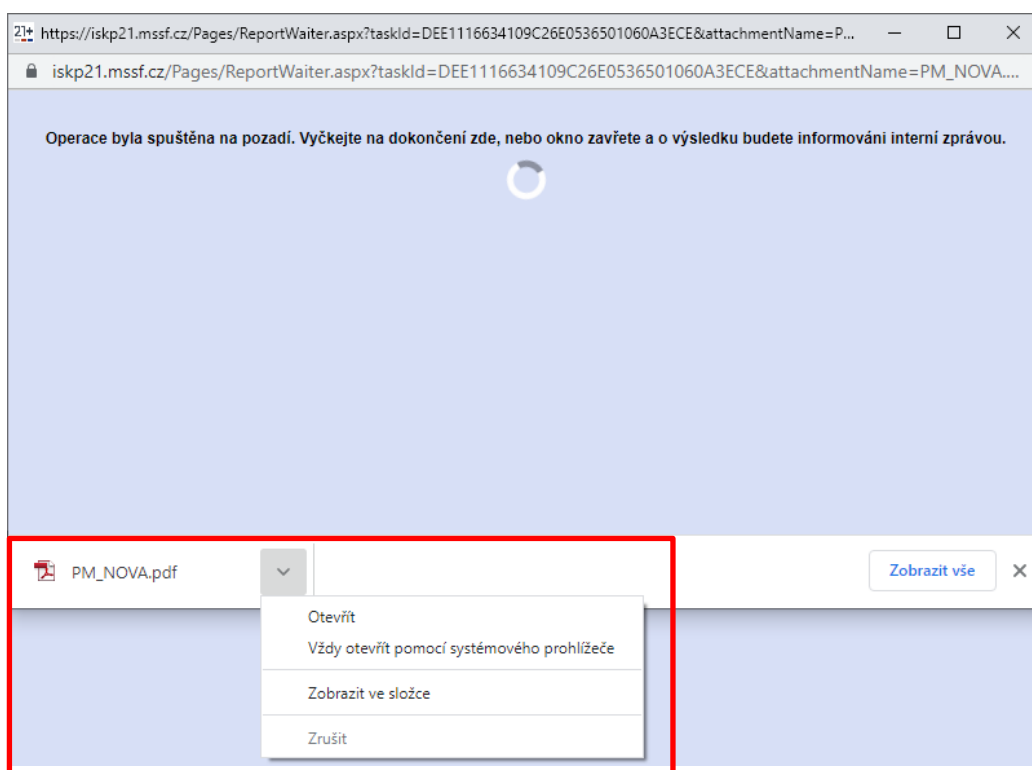 21+ https://iskp21.mssf.cz/Pages/ReportWaiter.aspx?taskId=DEE1116634109C26E0536501060A3ECE&attachmentName=P...
iskp21.mssf.cz/Pages/ReportWaiter.aspx?taskId=DEE1116634109C26E0536501060A3ECE&attachmentName=PM_NOVA....
Operace byla spuštěna na pozadí. Vyčkejte na dokončení zde, nebo okno zavřete a o výsledku budete informováni interní zprávou.
PM_NOVA.pdf
Zobrazit vše
Otevřít
Vždy otevřít pomocí systémového prohlížeče
Zobrazit ve složce
Zrušit